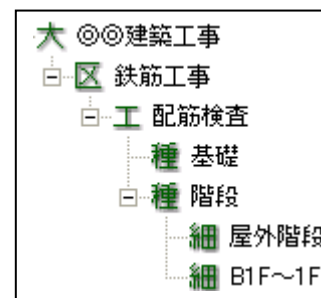 大 ◎◎建築工事
区 鉄筋工事
工 配筋検査
種 基礎
種 階段
細 屋外階段
細 B1F～1F